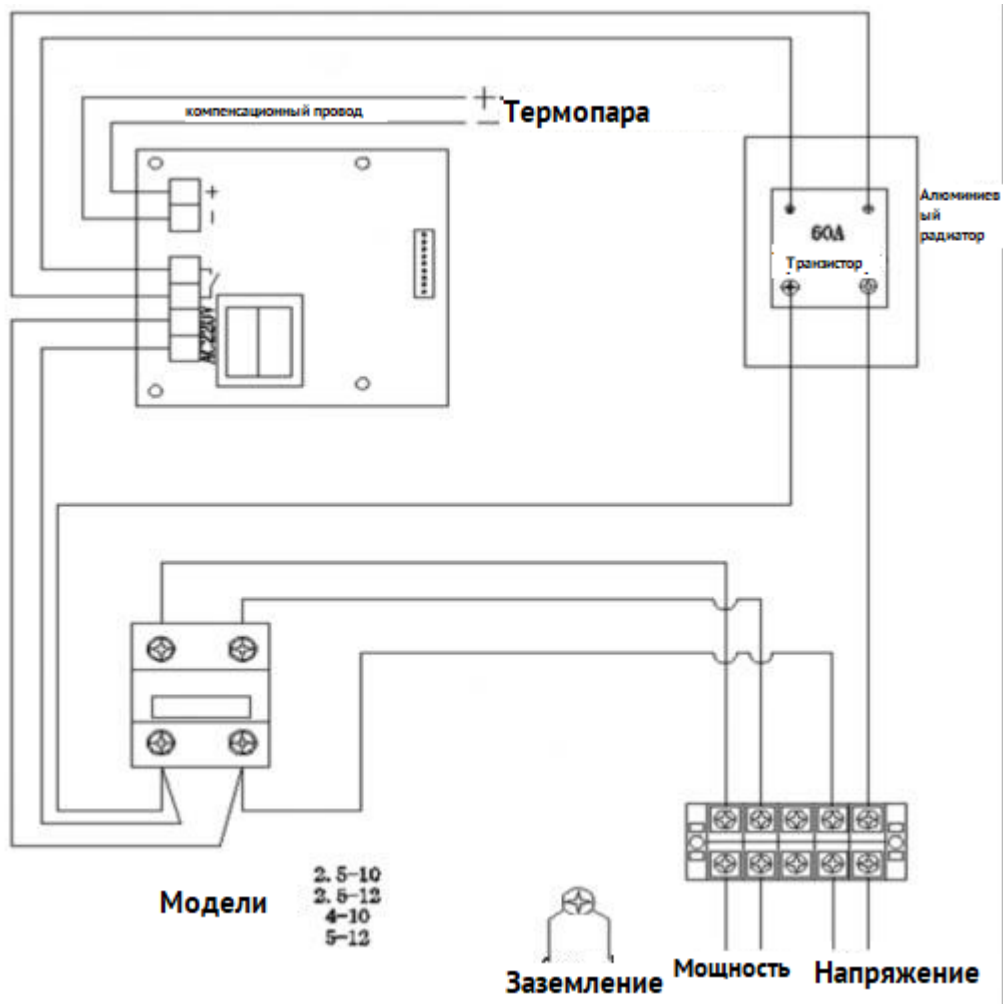 +
компенсационный провод
Термопара
−
+
−
AC220V
60A
Транзистор
Алюминиев
ый
радиатор
Модели
2.5-10
2.5-12
4-10
5-12
Заземление
Мощность
Напряжение